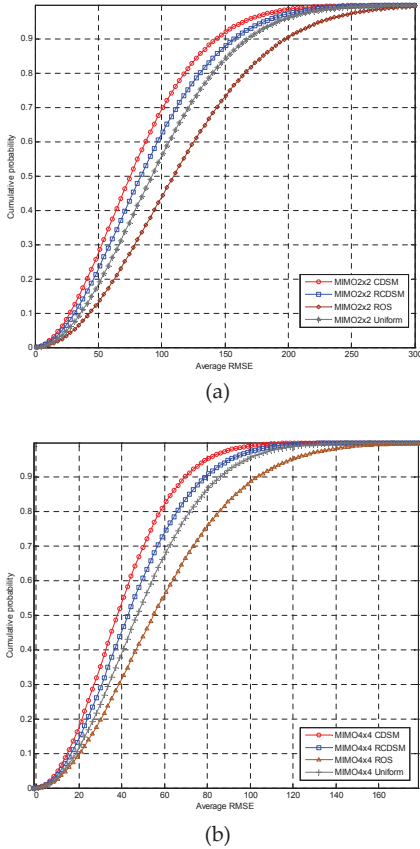 0.9
0.8
0.7
0.6
0.5
0.4
0.3
0.2
0.1
0
Cumulative probability
MIMO2x2 CDSM
MIMO2x2 RCDSM
MIMO2x2 ROS
MIMO2x2 Uniform
0 50 100 150 200 250 300
Average RMSE
(a)
0.9
0.8
0.7
0.6
0.5
0.4
0.3
0.2
0.1
0
Cumulative probability
MIMO4x4 CDSM
MIMO4x4 RCDSM
MIMO4x4 ROS
MIMO4x4 Uniform
0 20 40 60 80 100 120 140 160
Average RMSE
(b)